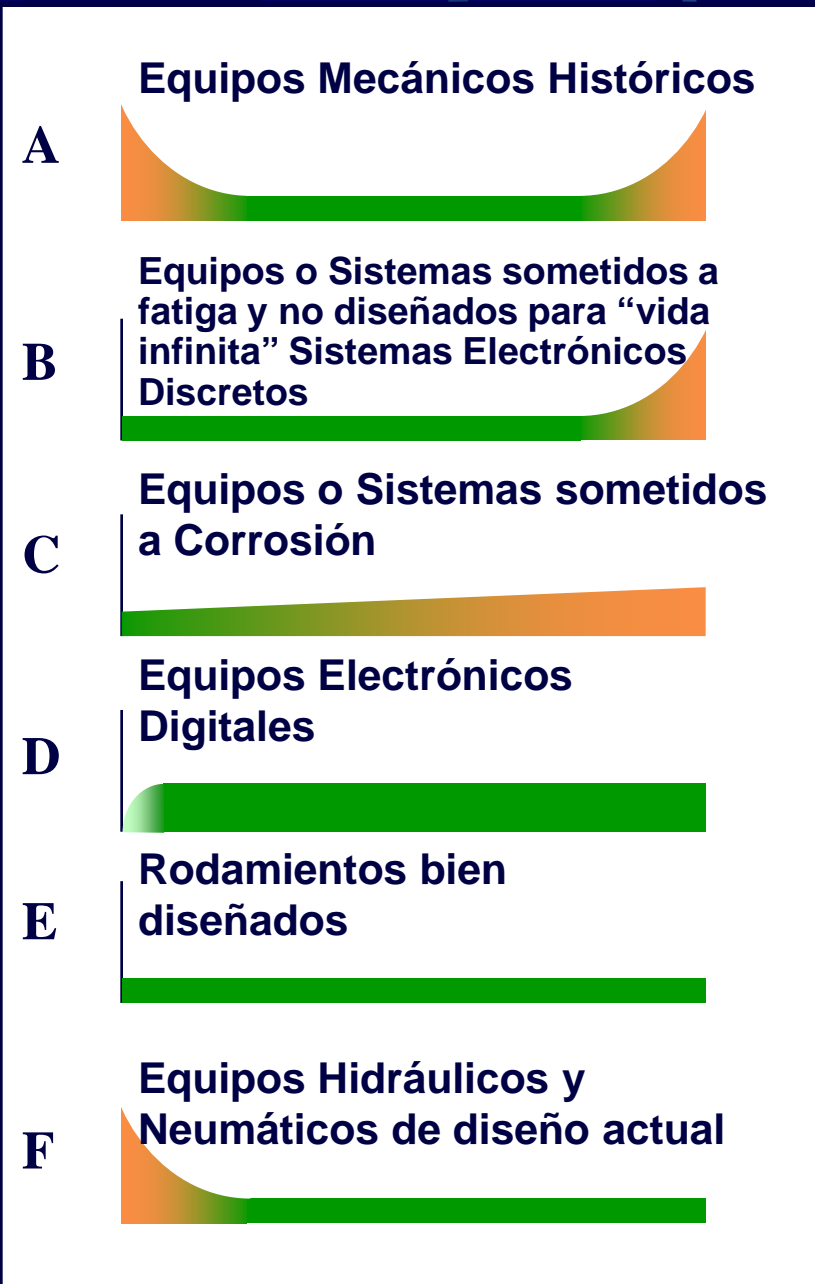 Equipos Mecánicos Históricos
A
Equipos o Sistemas sometidos a
fatiga y no diseñados para “vida
infinita” Sistemas Electrónicos
Discretos
B
Equipos o Sistemas sometidos
a Corrosión
C
Equipos Electrónicos
Digitales
D
Rodamientos bien
diseñados
E
Equipos Hidráulicos y
Neumáticos de diseño actual
F